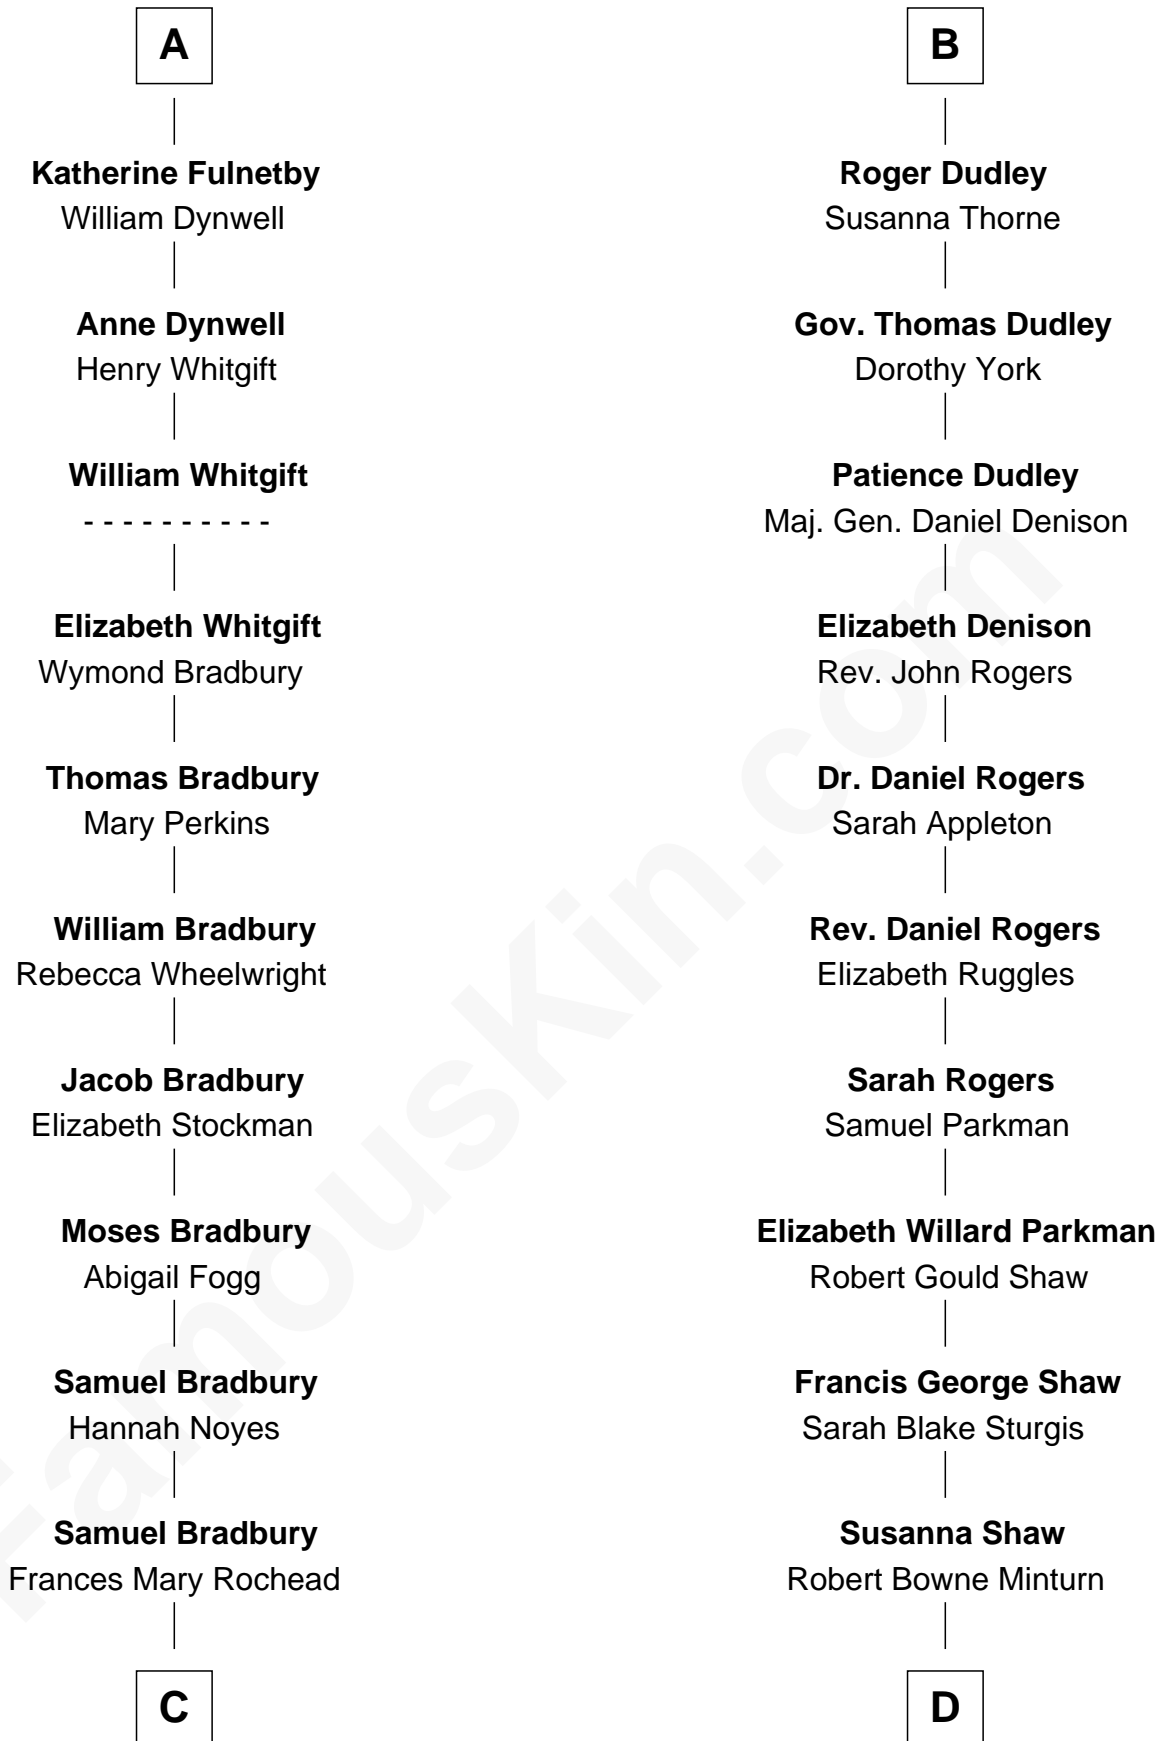 A
Katherine Fulnetby
William Dynwell
Anne Dynwell
Henry Whitgift
William Whitgift
- - - - - - - - - -
Elizabeth Whitgift
Wymond Bradbury
Thomas Bradbury
Mary Perkins
William Bradbury
Rebecca Wheelwright
Jacob Bradbury
Elizabeth Stockman
Moses Bradbury
Abigail Fogg
Samuel Bradbury
Hannah Noyes
Samuel Bradbury
Frances Mary Rochead
C
B
Roger Dudley
Susanna Thorne
Gov. Thomas Dudley
Dorothy York
Patience Dudley
Maj. Gen. Daniel Denison
Elizabeth Denison
Rev. John Rogers
Dr. Daniel Rogers
Sarah Appleton
Rev. Daniel Rogers
Elizabeth Ruggles
Sarah Rogers
Samuel Parkman
Elizabeth Willard Parkman
Robert Gould Shaw
Francis George Shaw
Sarah Blake Sturgis
Susanna Shaw
Robert Bowne Minturn
D
FamousKin.com